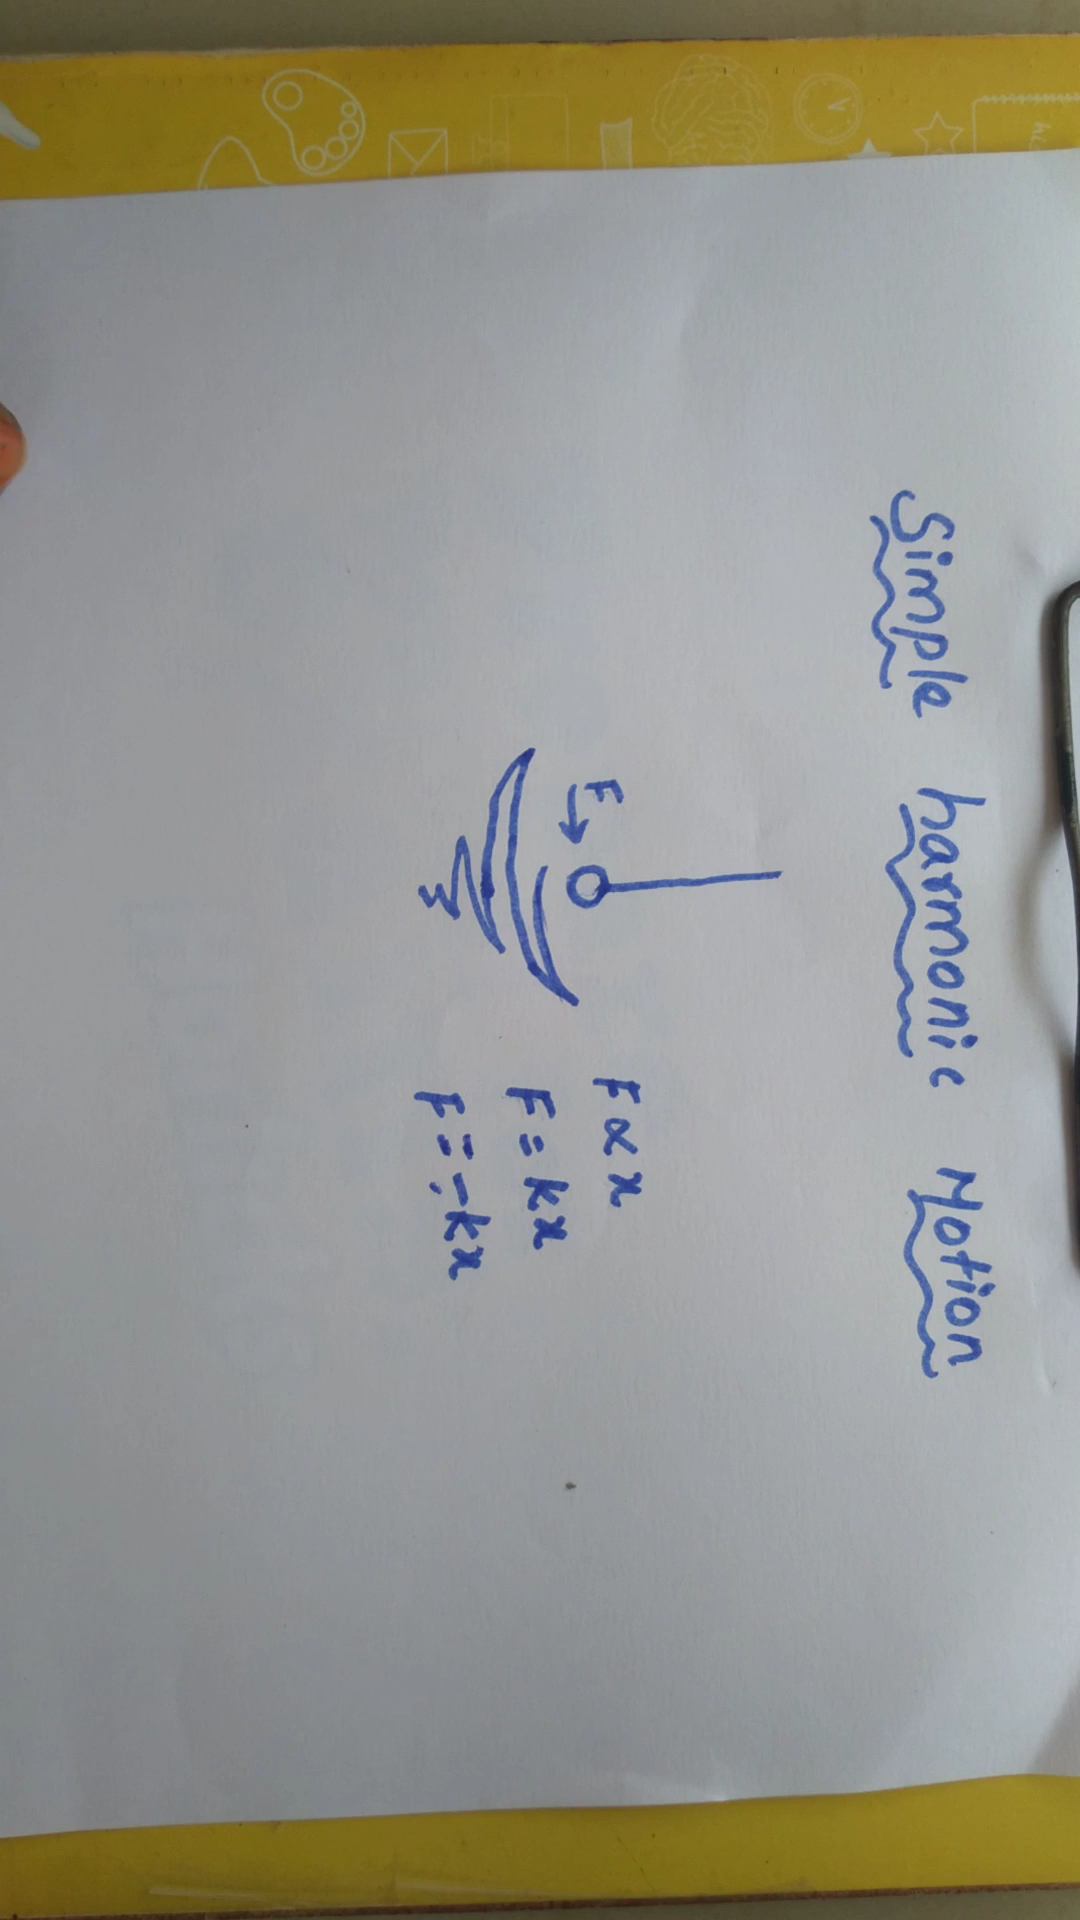 Simple harmonic Motion
F
F ∝ x
F = kx
F = -kx